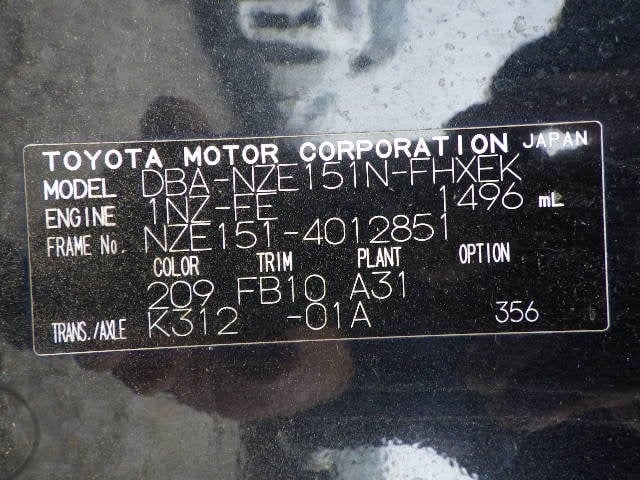 TOYOTA MOTOR CORPORATION JAPAN
MODEL DBA-NZE151N-FHXEK
ENGINE 1NZ-FE 1496 mL
FRAME No. NZE151-4012851
COLOR TRIM PLANT OPTION
209 FB10 A31
TRANS./AXLE K312 -01A 356